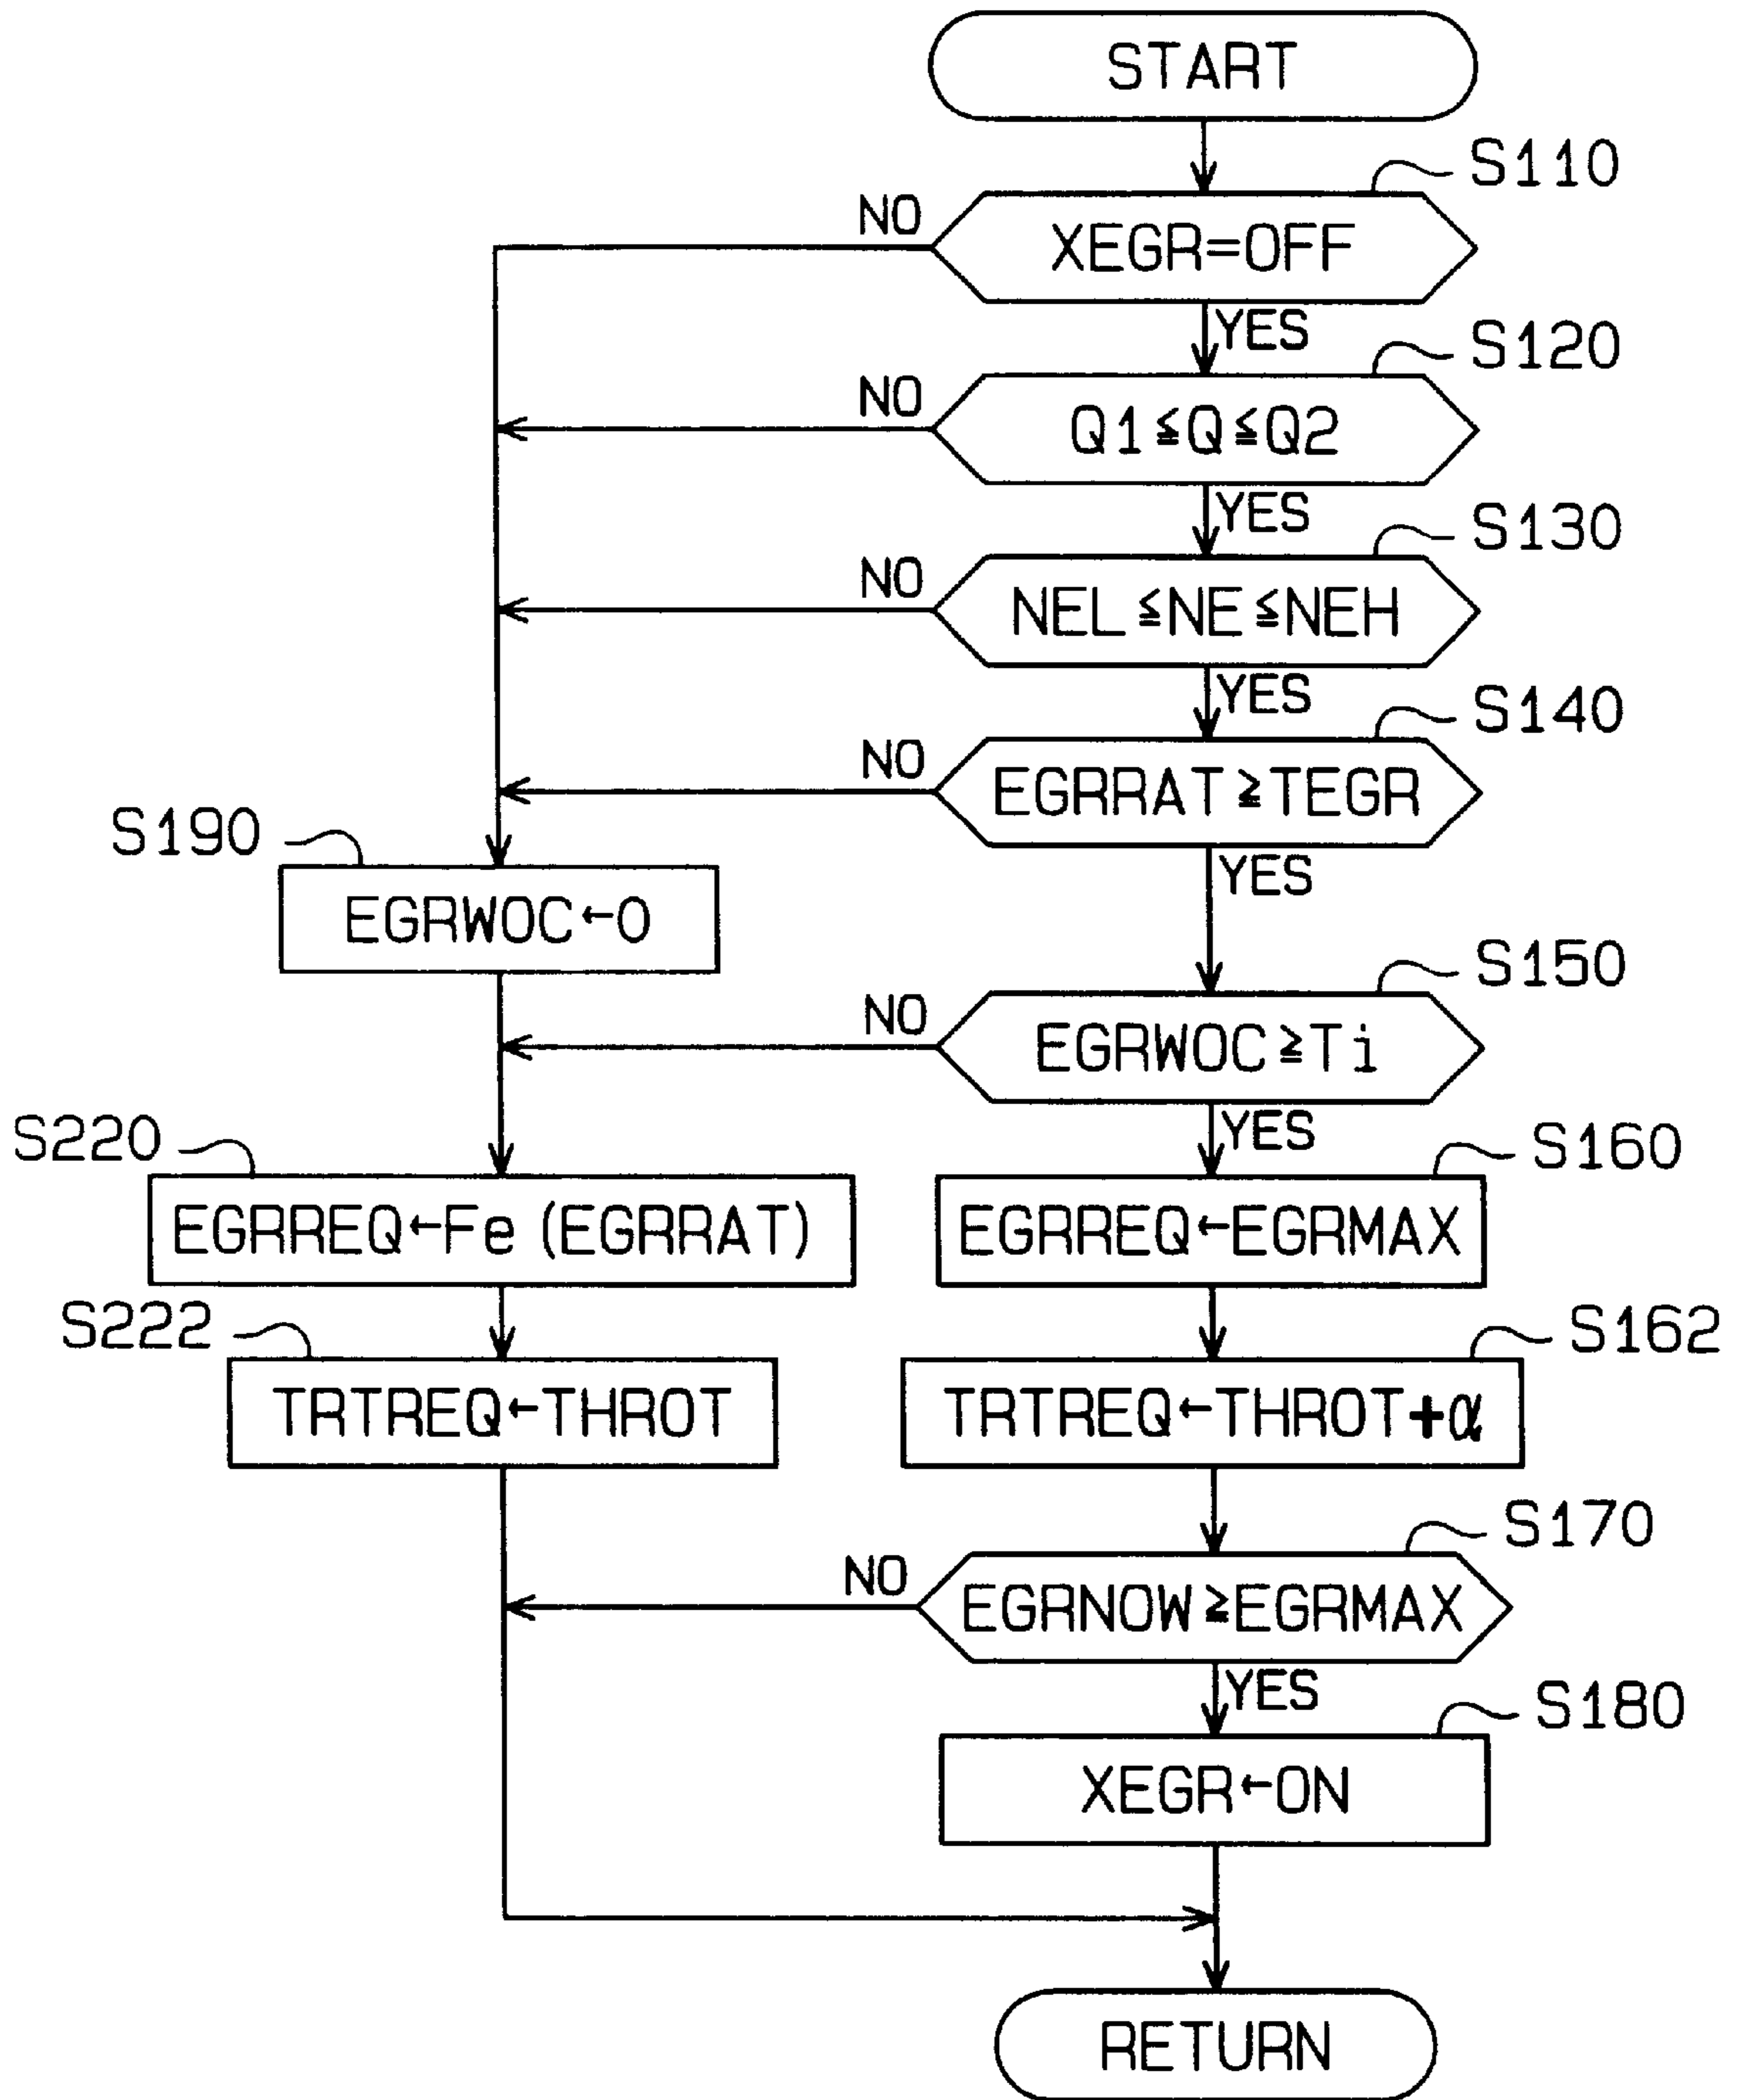 START
S110
NO
XEGR=OFF
YES
S120
NO
Q1≦Q≦Q2
YES
S130
NO
NEL≦NE≦NEH
YES
S140
NO
EGRRAT≧TEGR
YES
S190
EGRWOC←0
S150
NO
EGRWOC≧Ti
YES
S220
EGRREQ←Fe (EGRRAT)
S160
EGRREQ←EGRMAX
S222
TRTREQ←THROT
S162
TRTREQ←THROT+α
S170
NO
EGRNOW≧EGRMAX
YES
S180
XEGR←ON
RETURN